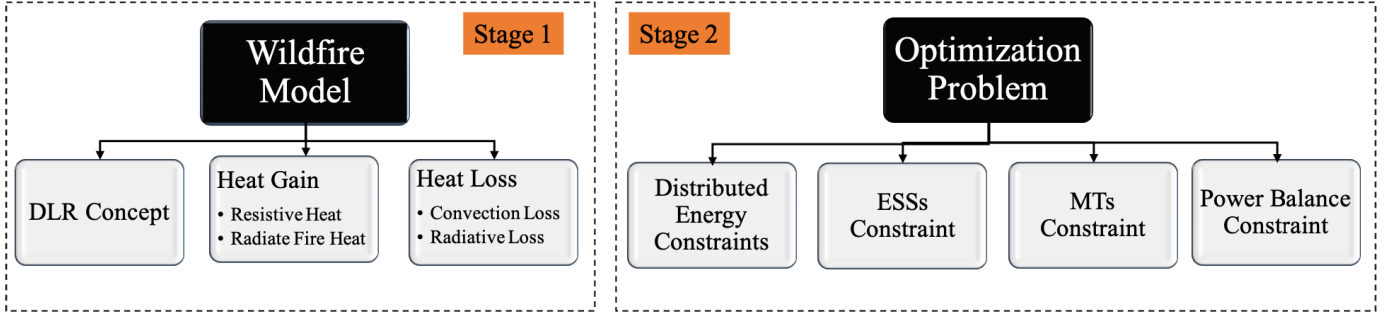 Stage 1
Wildfire
Model
DLR Concept
Heat Gain
• Resistive Heat
• Radiate Fire Heat
Heat Loss
• Convection Loss
• Radiative Loss
Stage 2
Optimization
Problem
Distributed
Energy
Constraints
ESSs
Constraint
MTs
Constraint
Power Balance
Constraint